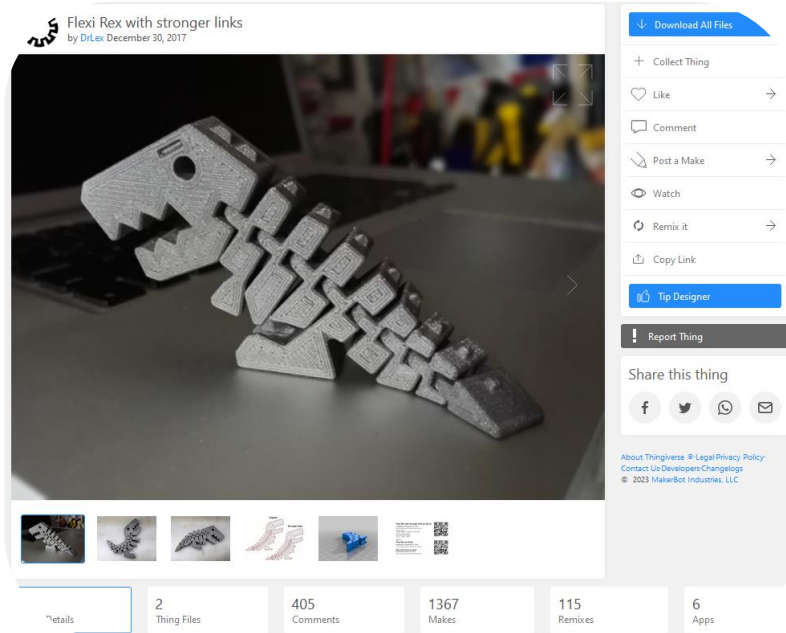 Flexi Rex with stronger links
by DrLex December 30, 2017
Download All Files
Collect Thing
Like
Comment
Post a Make
Watch
Remix it
Copy Link
Tip Designer
Report Thing
Share this thing
About Thingiverse ® Legal·Privacy Policy·
Contact Us·Developers·Changelogs
© 2023 MakerBot Industries, LLC
Details
2
Thing Files
405
Comments
1367
Makes
115
Remixes
6
Apps